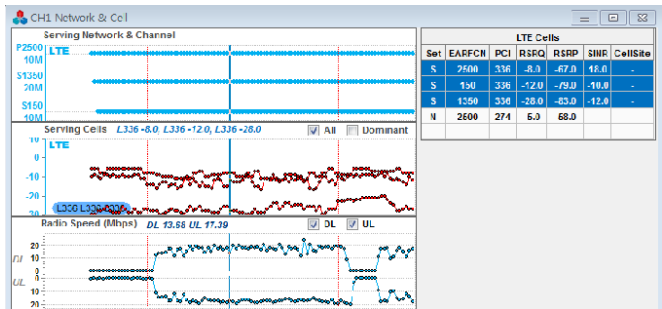 CH1 Network & Cell
Serving Network & Channel
P2500 LTE
10M
S1350
20M
S150
10M
Serving Cells L336 -8.0, L336 -12.0, L336 -28.0 All Dominant
10 LTE
0
-10
-20
-30
Radio Speed (Mbps) DL 13.68 UL 17.39 DL UL
20
DL 10
0
UL 0
10
20
LTE Cells
Set EARFCN PCI RSRQ RSRP SINR CellSite
S 2500 336 -8.0 -67.0 18.0 -
S 150 336 -12.0 -79.0 -10.0 -
S 1350 336 -28.0 -83.0 -12.0 -
N 2500 274